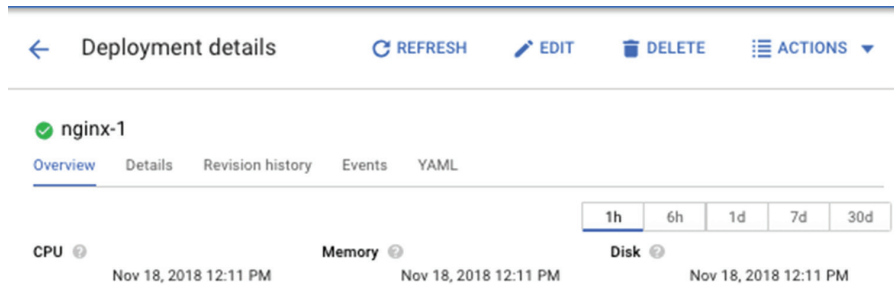 Deployment details REFRESH EDIT DELETE ACTIONS
nginx-1
Overview Details Revision history Events YAML
1h 6h 1d 7d 30d
CPU Memory Disk
Nov 18, 2018 12:11 PM Nov 18, 2018 12:11 PM Nov 18, 2018 12:11 PM